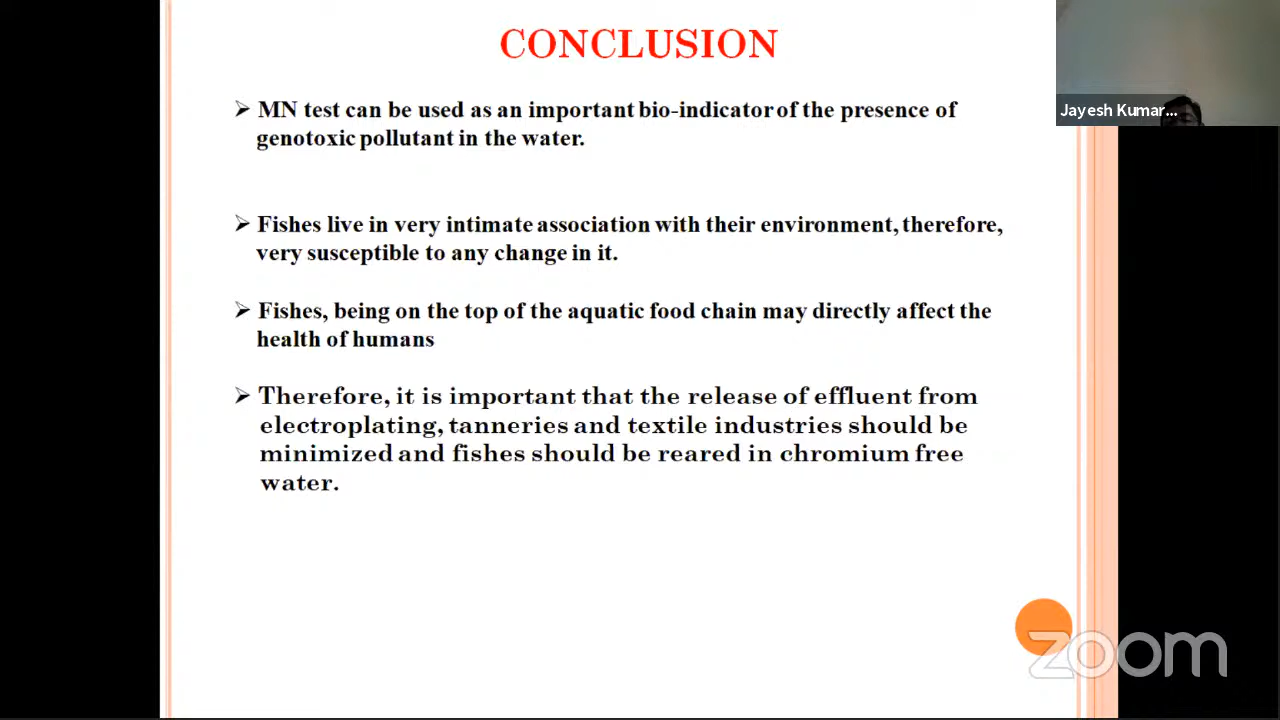 CONCLUSION
Jayesh Kumar...
➢ MN test can be used as an important bio-indicator of the presence of
genotoxic pollutant in the water.
➢ Fishes live in very intimate association with their environment, therefore,
very susceptible to any change in it.
➢ Fishes, being on the top of the aquatic food chain may directly affect the
health of humans
➢ Therefore, it is important that the release of effluent from
electroplating, tanneries and textile industries should be
minimized and fishes should be reared in chromium free
water.
zoom